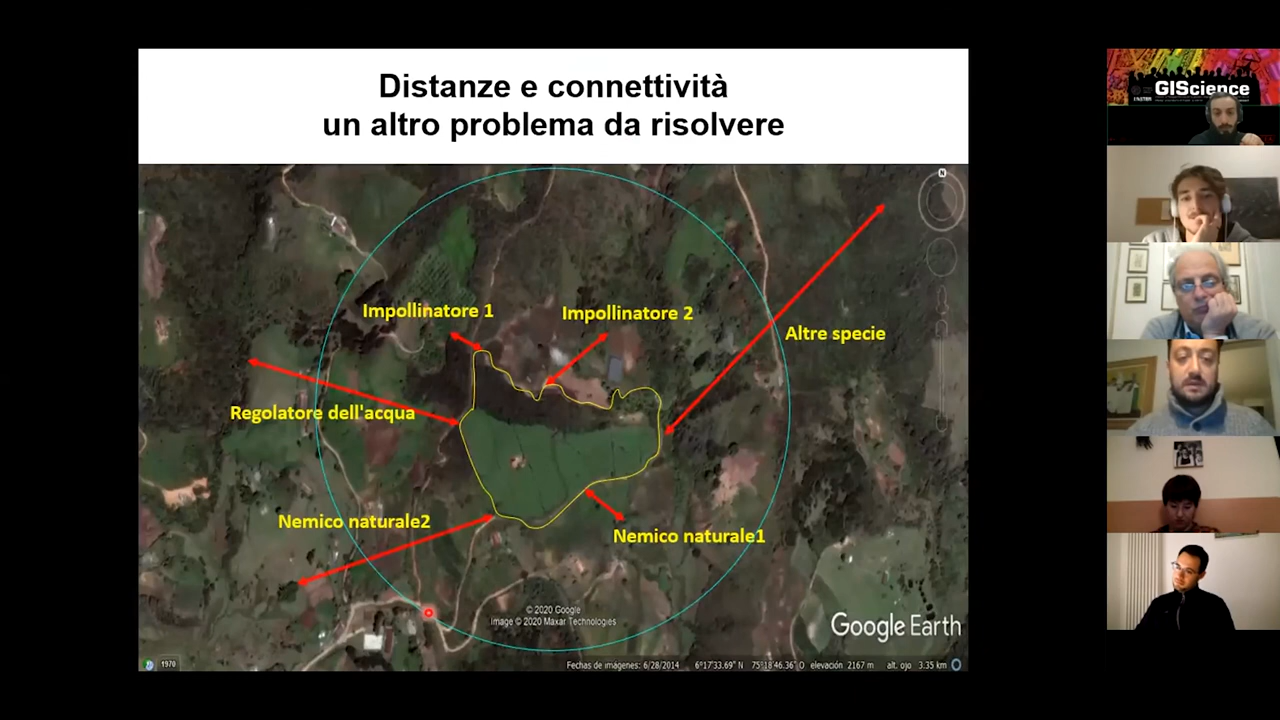 Distanze e connettività
un altro problema da risolvere
GIScience
N
Impollinatore 1
Impollinatore 2
Altre specie
Regolatore dell'acqua
Nemico naturale2
Nemico naturale1
© 2020 Google
Image © 2020 Maxar Technologies
Google Earth
1970
Fechas de imágenes: 6/28/2014 6°17'33.69" N 75°18'46.36" O elevación 2167 m alt. ojo 3.35 km